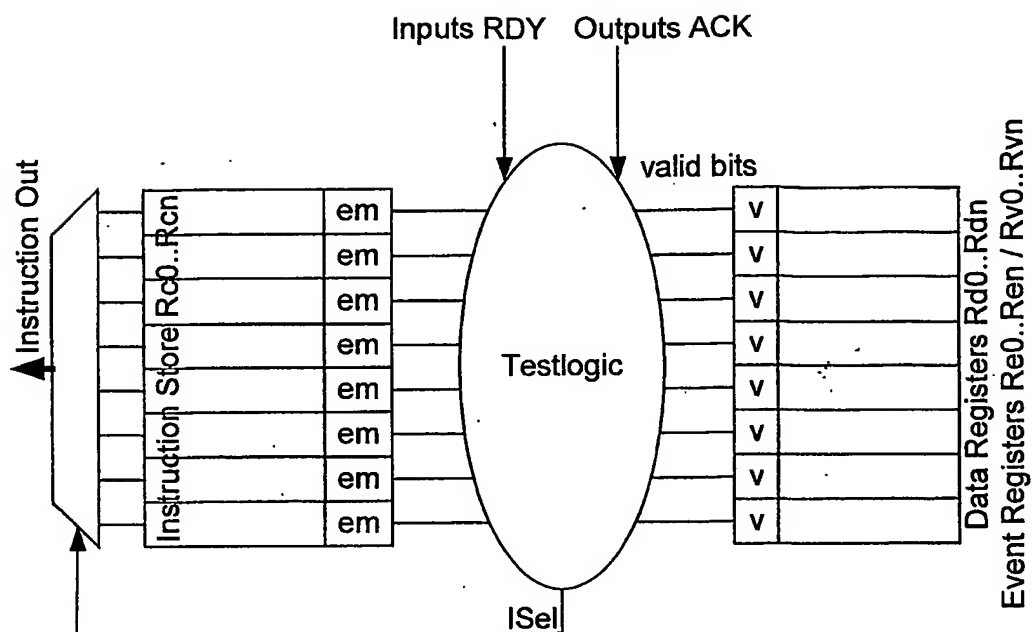 Inputs RDY
Outputs ACK
valid bits
Instruction Out
Instruction Store Rc0..Rcn
em
em
em
em
em
em
em
em
Testlogic
v
v
v
v
v
v
v
v
Data Registers Rd0..Rdn
Event Registers Re0..Ren / Rv0..Rvn
ISel